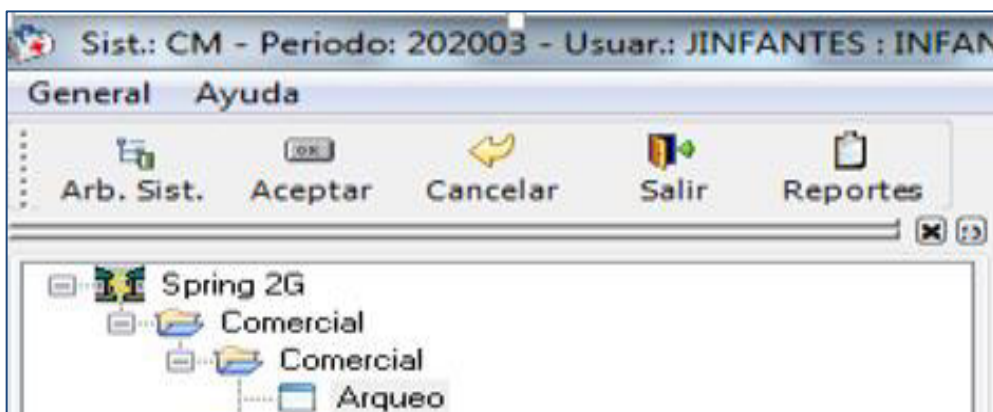 Sist.: CM - Periodo: 202003 - Usuar.: JINFANTES : INFAN
General Ayuda
OK
Arb. Sist. Aceptar Cancelar Salir Reportes
Spring 2G
Comercial
Comercial
Arqueo